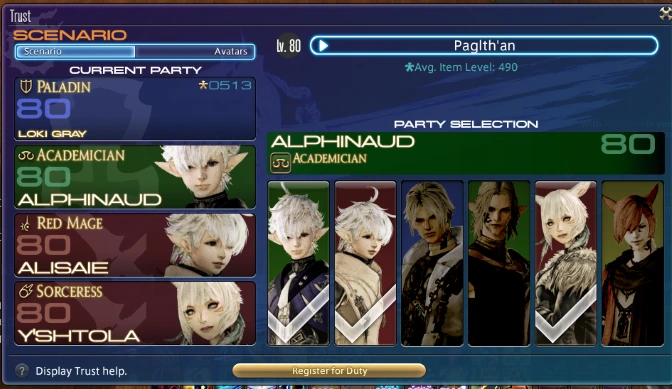 Trust
SCENARIO
Scenario Avatars
CURRENT PARTY
PALADIN 0513
80
LOKI GRAY
ACADEMICIAN
80
ALPHINAUD
RED MAGE
80
ALISAIE
SORCERESS
80
Y'SHTOLA
lv. 80 Paglth'an
Avg. Item Level: 490
PARTY SELECTION
ALPHINAUD 80
ACADEMICIAN
? Display Trust help.
Register for Duty